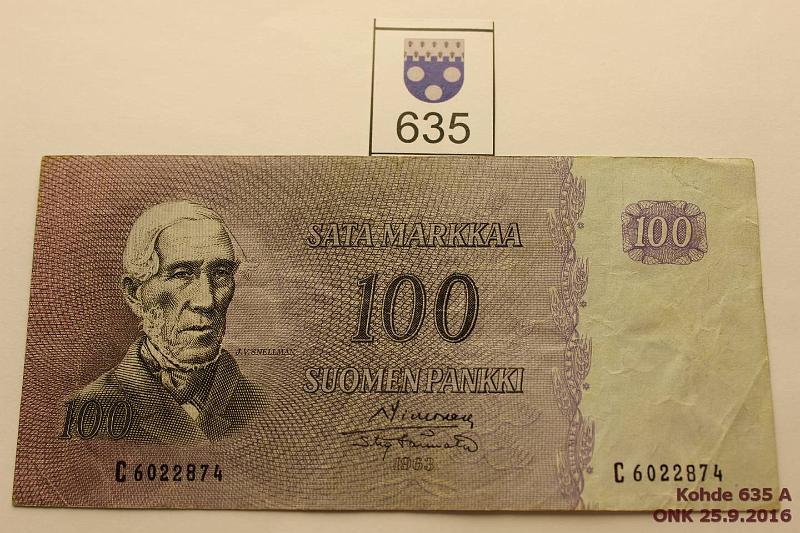 635
SATA MARKKAA
100
100
J.V. SNELLMAN
SUOMEN PANKKI
100
1963
C 6022874
C 6022874
Kohde 635 A
ONK 25.9.2016